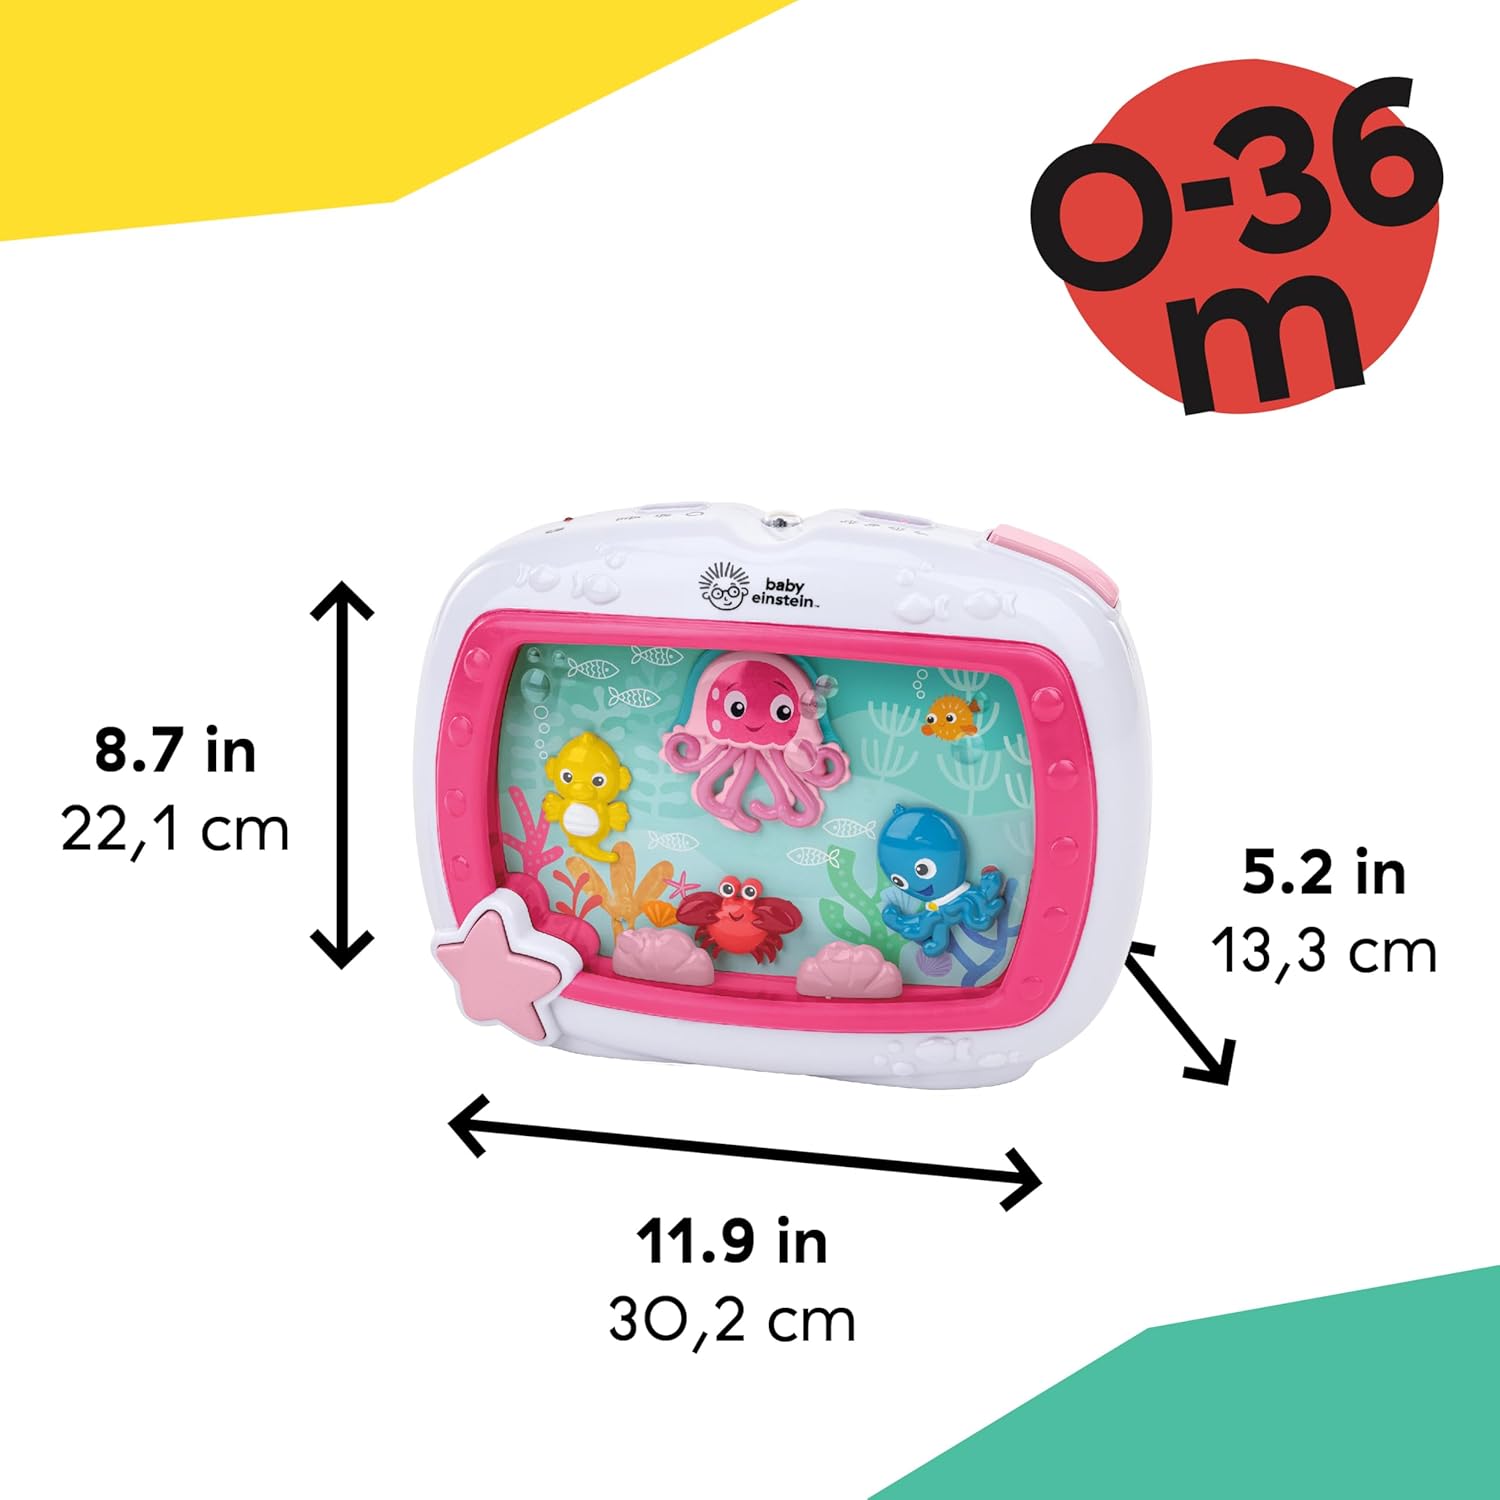 0-36
m
baby
einstein™
8.7 in
22,1 cm
5.2 in
13,3 cm
11.9 in
30,2 cm